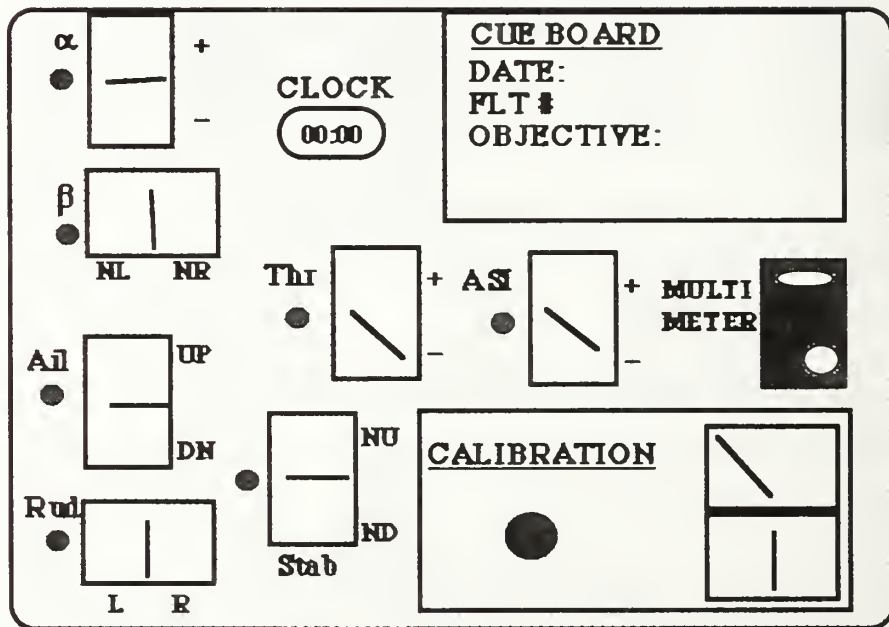 α
+
−
CLOCK
00:00
CUE BOARD
DATE:
FLT #
OBJECTIVE:
β
NL NR
Thr
+
−
ASI
+
−
MULTI
METER
Ail
UP
DN
NU
ND
Stab
Rud
L R
CALIBRATION